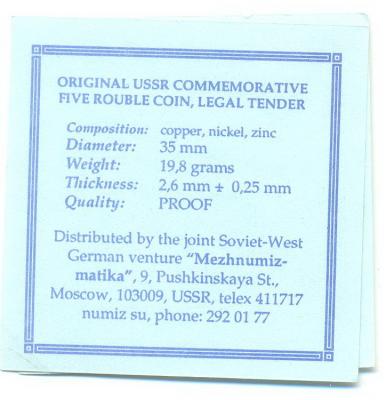 ORIGINAL USSR COMMEMORATIVE
FIVE ROUBLE COIN, LEGAL TENDER
Composition: copper, nickel, zinc
Diameter: 35 mm
Weight: 19,8 grams
Thickness: 2,6 mm ± 0,25 mm
Quality: PROOF
Distributed by the joint Soviet-West
German venture "Mezhnumiz-
matika", 9, Pushkinskaya St.,
Moscow, 103009, USSR, telex 411717
numiz su, phone: 292 01 77